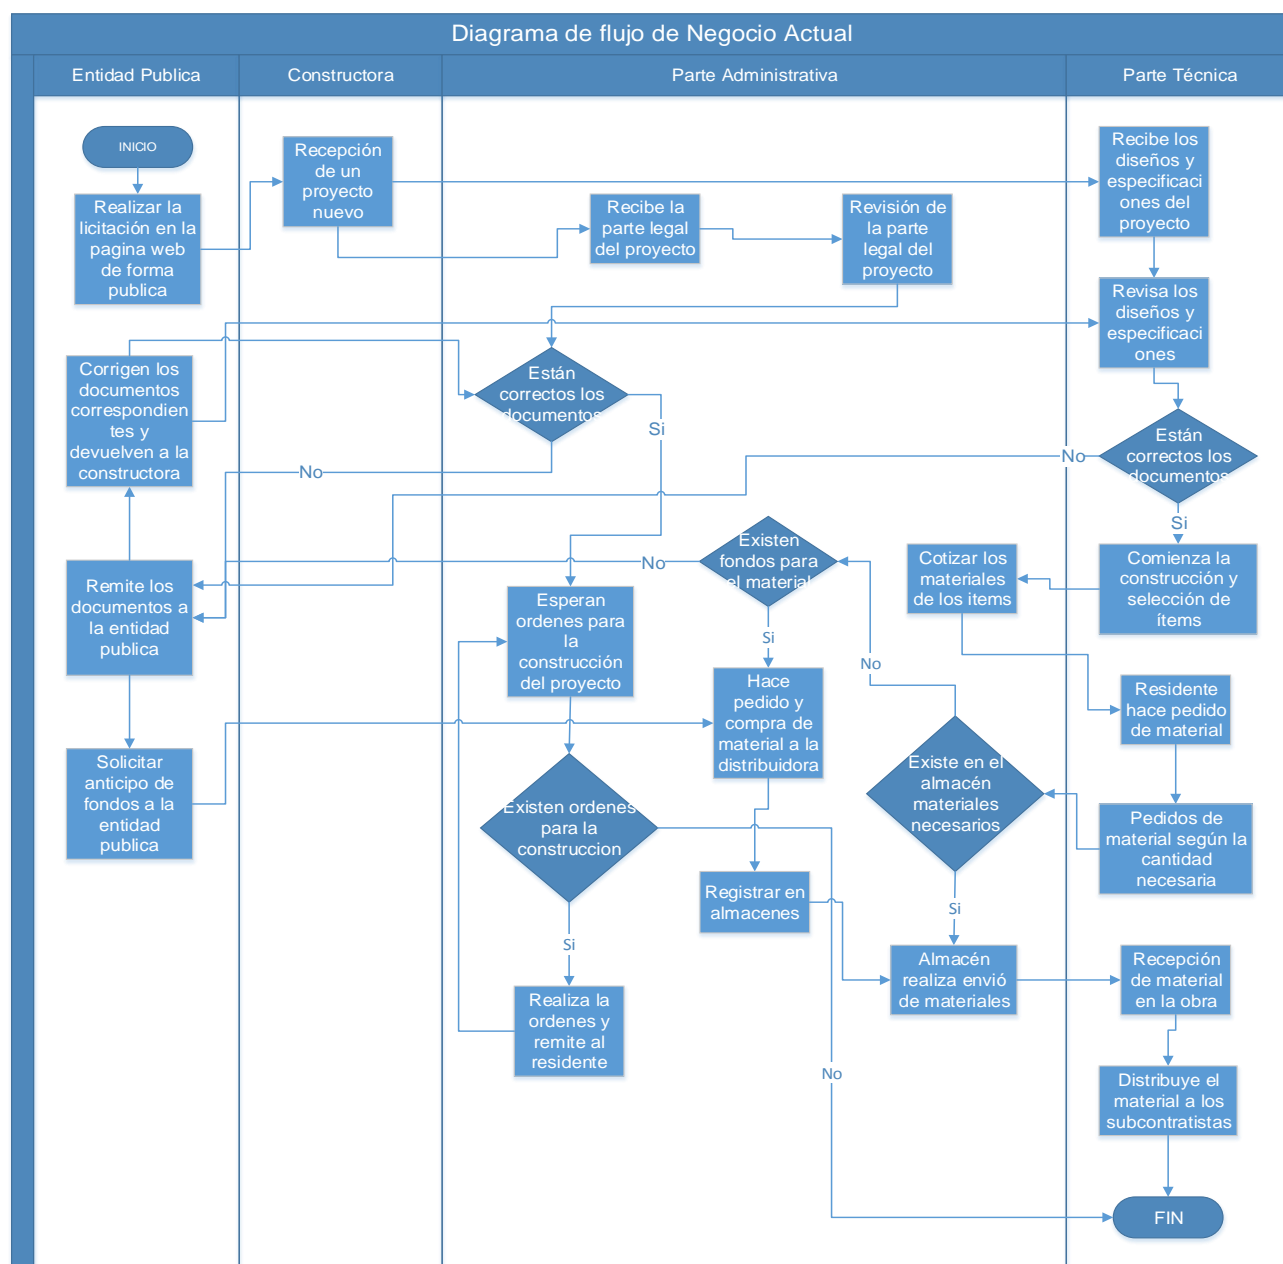 Diagrama de flujo de Negocio Actual
Entidad Publica
Constructora
Parte Administrativa
Parte Técnica
INICIO
Realizar la
licitación en la
pagina web
de forma
publica
Recepción
de un
proyecto
nuevo
Recibe la
parte legal
del proyecto
Revisión de
la parte
legal del
proyecto
Recibe los
diseños y
especificaci
ones del
proyecto
Revisa los
diseños y
especificaci
ones
Corrigen los
documentos
correspondien
tes y
devuelven a la
constructora
Están
correctos los
documentos
Si
No
Están
correctos los
documentos
No
Si
Remite los
documentos a
la entidad
publica
Existen
fondos para
el material
No
Si
Cotizar los
materiales
de los items
Comienza la
construcción y
selección de
ítems
Esperan
ordenes para
la
construcción
del proyecto
Hace
pedido y
compra de
material a la
distribuidora
No
Residente
hace pedido
de material
Solicitar
anticipo de
fondos a la
entidad
publica
Existen ordenes
para la
construccion
Existe en el
almacén
materiales
necesarios
Pedidos de
material según la
cantidad
necesaria
Registrar en
almacenes
Si
Si
Almacén
realiza envió
de materiales
Recepción
de material
en la obra
Realiza la
ordenes y
remite al
residente
No
Distribuye el
material a los
subcontratistas
FIN